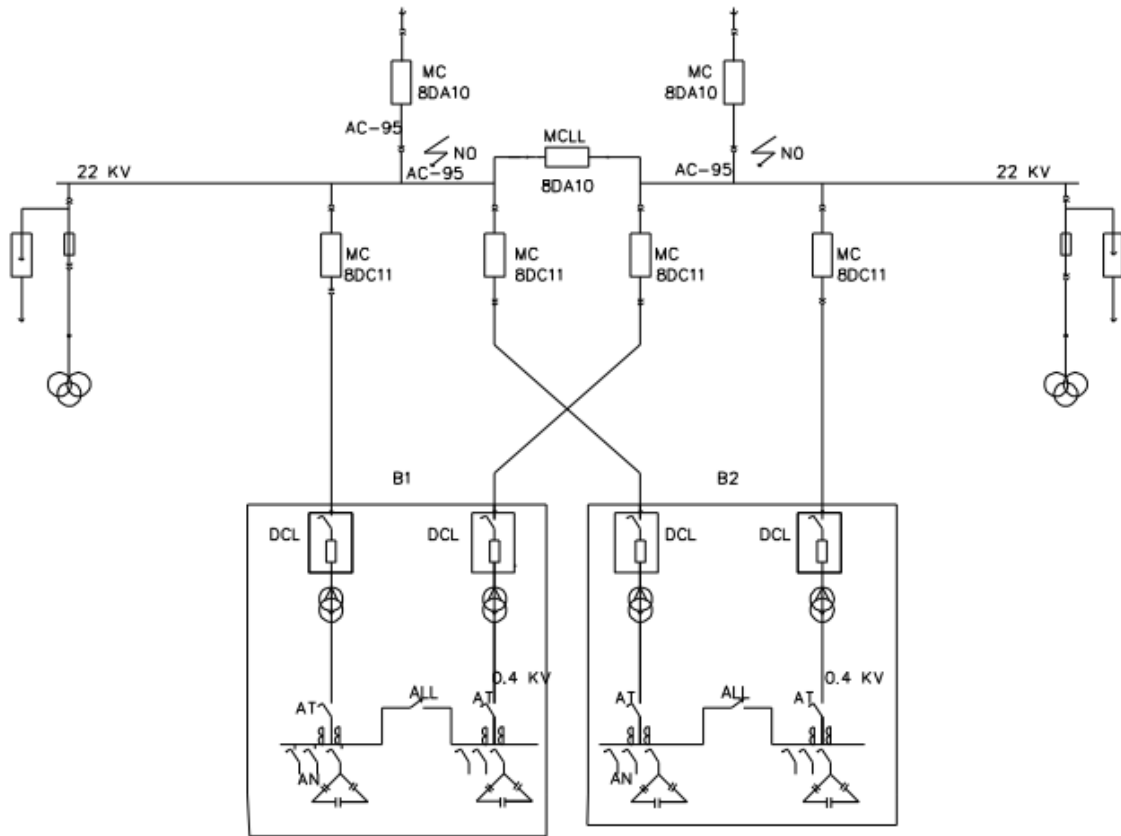 MC
8DA10
MC
8DA10
AC-95
NO
MCLL
NO
22 KV
AC-95
8DA10
AC-95
22 KV
MC
8DC11
MC
8DC11
MC
8DC11
MC
8DC11
B1
B2
DCL
DCL
DCL
DCL
0.4 KV
0.4 KV
AT
ALL
AT
AT
ALL
AT
AN
AN